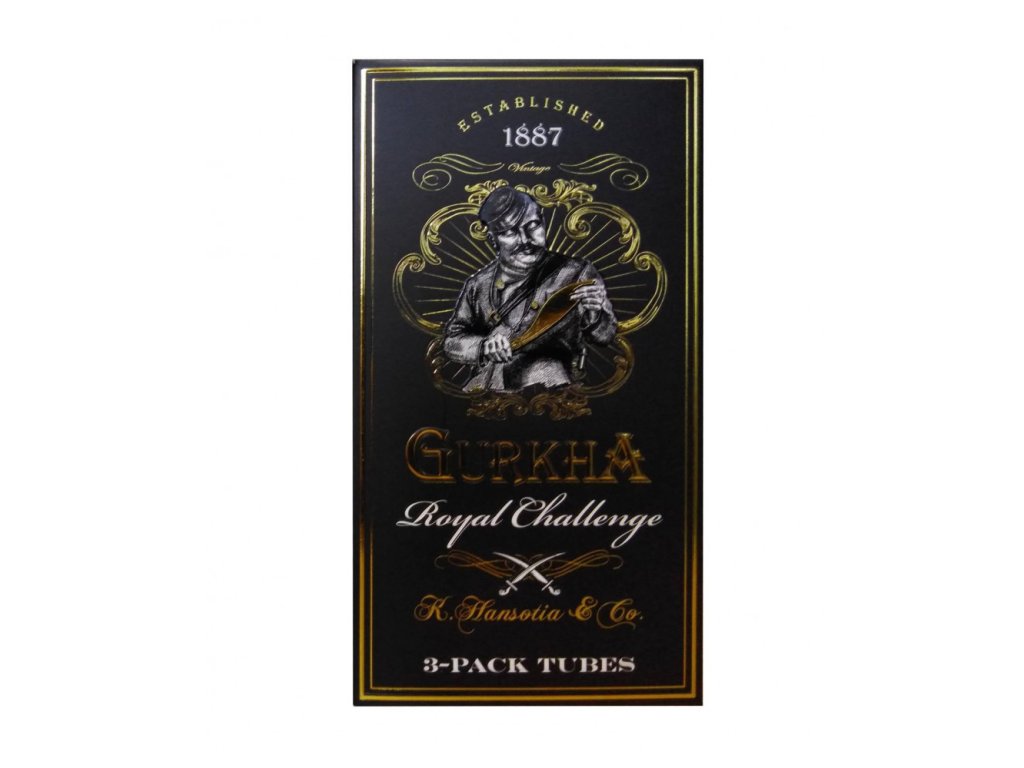 ESTABLISHED
1887
Vintage
GURKHA
Royal Challenge
K. Hansotia & Co.
3-PACK TUBES